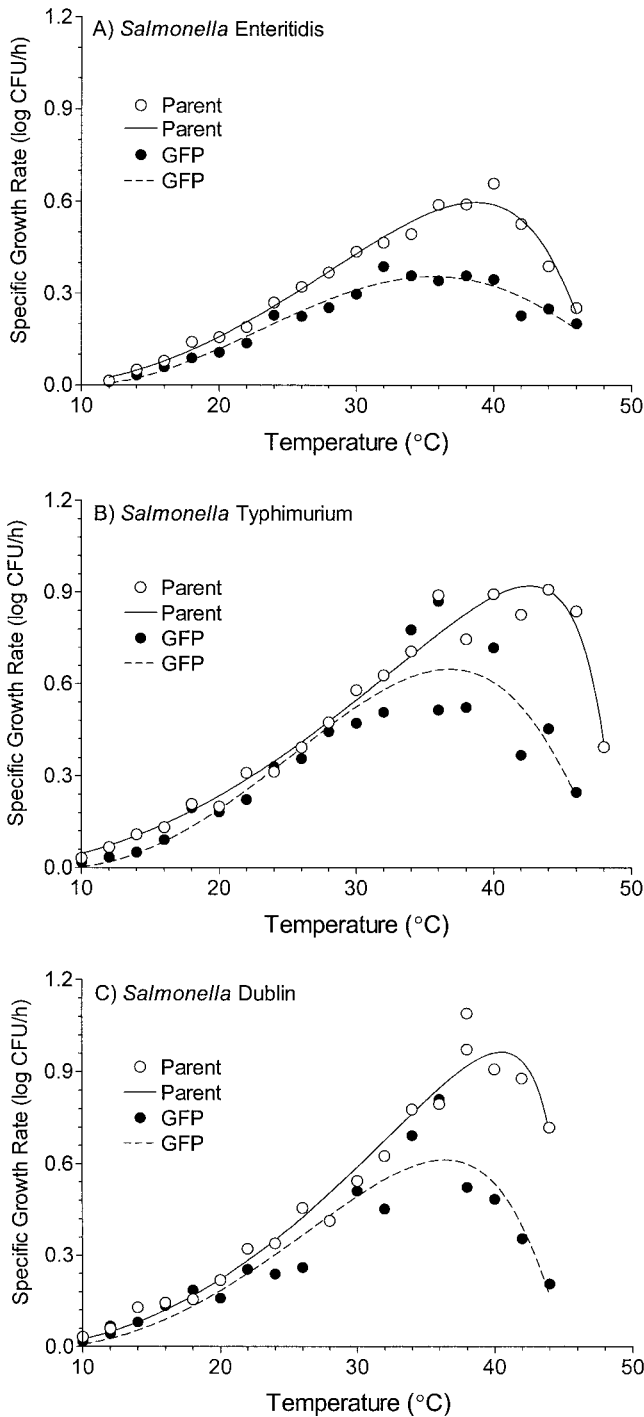 A) Salmonella Enteritidis
Specific Growth Rate (log CFU/h)
1.2
0.9
0.6
0.3
0.0
Parent
Parent
GFP
GFP
10 20 30 40 50
Temperature (°C)
B) Salmonella Typhimurium
Specific Growth Rate (log CFU/h)
1.2
0.9
0.6
0.3
0.0
Parent
Parent
GFP
GFP
10 20 30 40 50
Temperature (°C)
C) Salmonella Dublin
Specific Growth Rate (log CFU/h)
1.2
0.9
0.6
0.3
0.0
Parent
Parent
GFP
GFP
10 20 30 40 50
Temperature (°C)